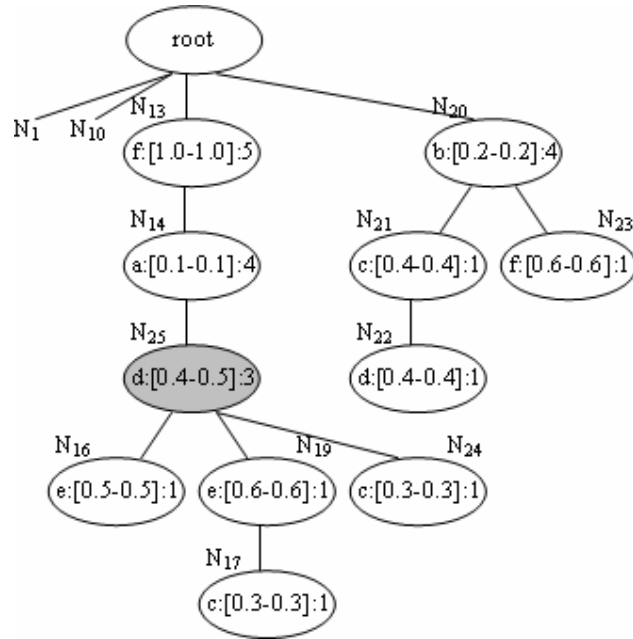 root
N1 N10 N13 N20
f:[1.0-1.0]:5 b:[0.2-0.2]:4
N14 N21 N23
a:[0.1-0.1]:4 c:[0.4-0.4]:1 f:[0.6-0.6]:1
N25 N22
d:[0.4-0.5]:3 d:[0.4-0.4]:1
N16 N19 N24
e:[0.5-0.5]:1 e:[0.6-0.6]:1 c:[0.3-0.3]:1
N17
c:[0.3-0.3]:1